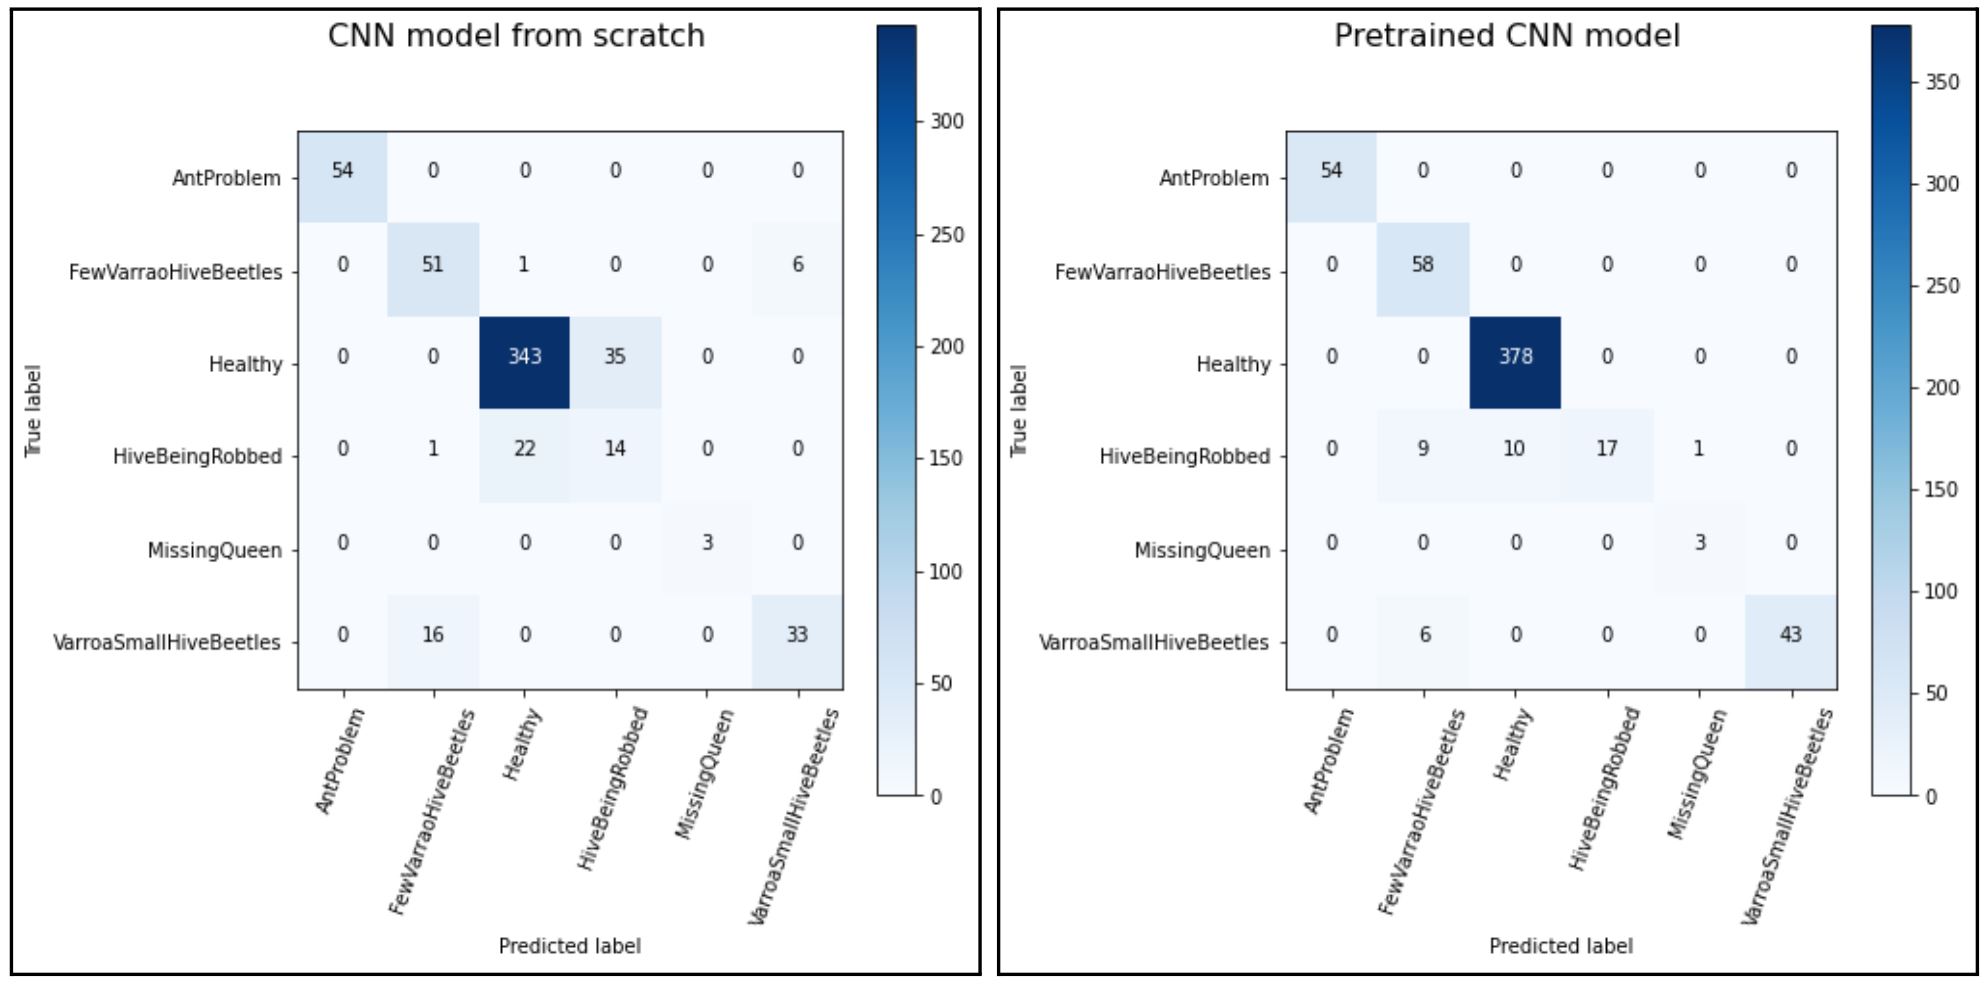 CNN model from scratch
300
250
200
150
100
50
0
AntProblem 54 0 0 0 0 0
FewVarraoHiveBeetles 0 51 1 0 0 6
Healthy 0 0 343 35 0 0
HiveBeingRobbed 0 1 22 14 0 0
MissingQueen 0 0 0 0 3 0
VarroaSmallHiveBeetles 0 16 0 0 0 33
True label
AntProblem
FewVarraoHiveBeetles
Healthy
HiveBeingRobbed
MissingQueen
VarroaSmallHiveBeetles
Predicted label
Pretrained CNN model
350
300
250
200
150
100
50
0
AntProblem 54 0 0 0 0 0
FewVarraoHiveBeetles 0 58 0 0 0 0
Healthy 0 0 378 0 0 0
HiveBeingRobbed 0 9 10 17 1 0
MissingQueen 0 0 0 0 3 0
VarroaSmallHiveBeetles 0 6 0 0 0 43
True label
AntProblem
FewVarraoHiveBeetles
Healthy
HiveBeingRobbed
MissingQueen
VarroaSmallHiveBeetles
Predicted label